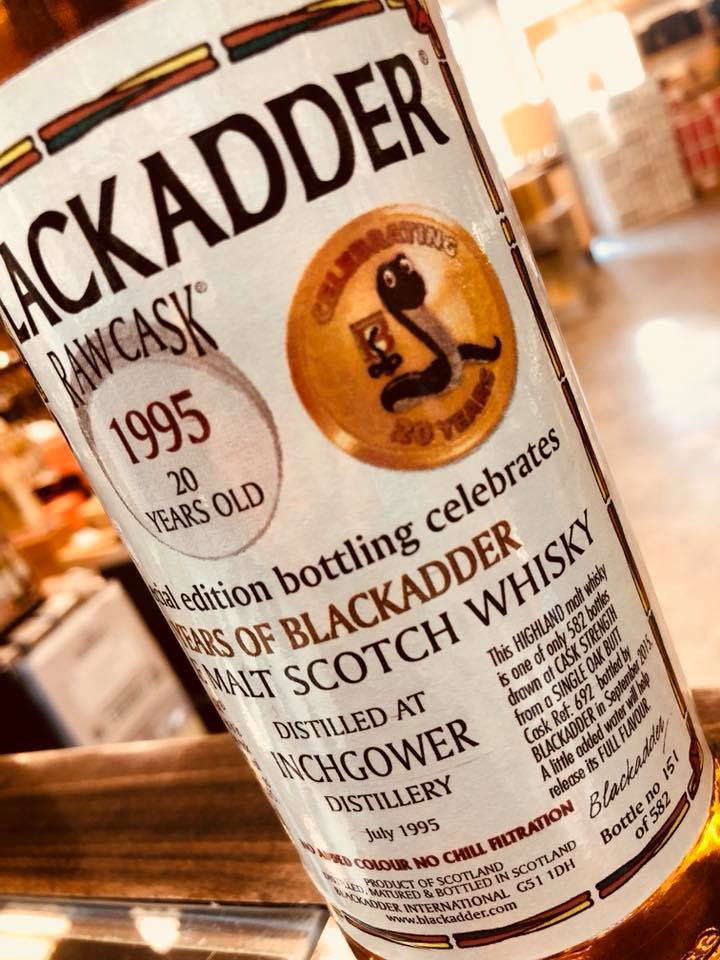 LACKADDER®
RAW CASK®
1995
20
YEARS OLD
CELEBRATING
20 YEARS
cial edition bottling celebrates
YEARS OF BLACKADDER
MALT SCOTCH WHISKY
DISTILLED AT
INCHGOWER
DISTILLERY
July 1995
NO ADDED COLOUR NO CHILL FILTRATION
PRODUCT OF SCOTLAND
DISTILLED, MATURED & BOTTLED IN SCOTLAND
BLACKADDER INTERNATIONAL G51 1DH
www.blackadder.com
This HIGHLAND malt whisky
is one of only 582 bottles
drawn at CASK STRENGTH
from a SINGLE OAK BUTT
Cask Ref: 692, bottled by
BLACKADDER in September 2015.
A little added water will help
release its FULL FLAVOUR.
Blackadder
Bottle no 151
of 582